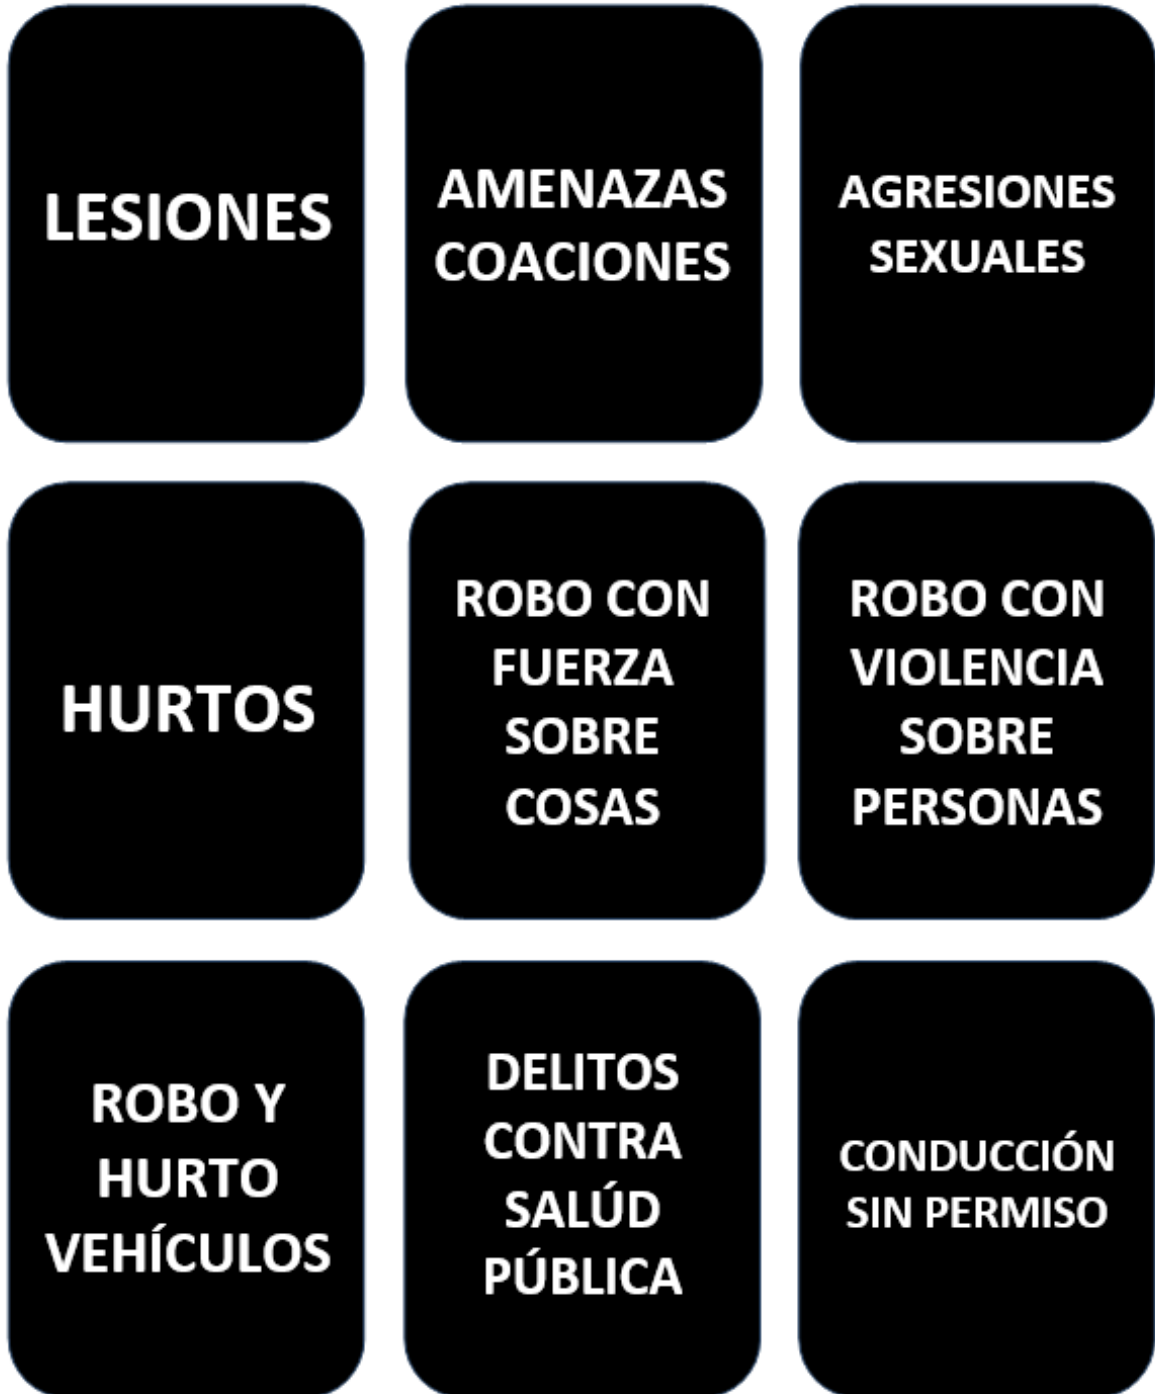 LESIONES
AMENAZAS
COACIONES
AGRESIONES
SEXUALES
HURTOS
ROBO CON
FUERZA
SOBRE
COSAS
ROBO CON
VIOLENCIA
SOBRE
PERSONAS
ROBO Y
HURTO
VEHÍCULOS
DELITOS
CONTRA
SALÚD
PÚBLICA
CONDUCCIÓN
SIN PERMISO